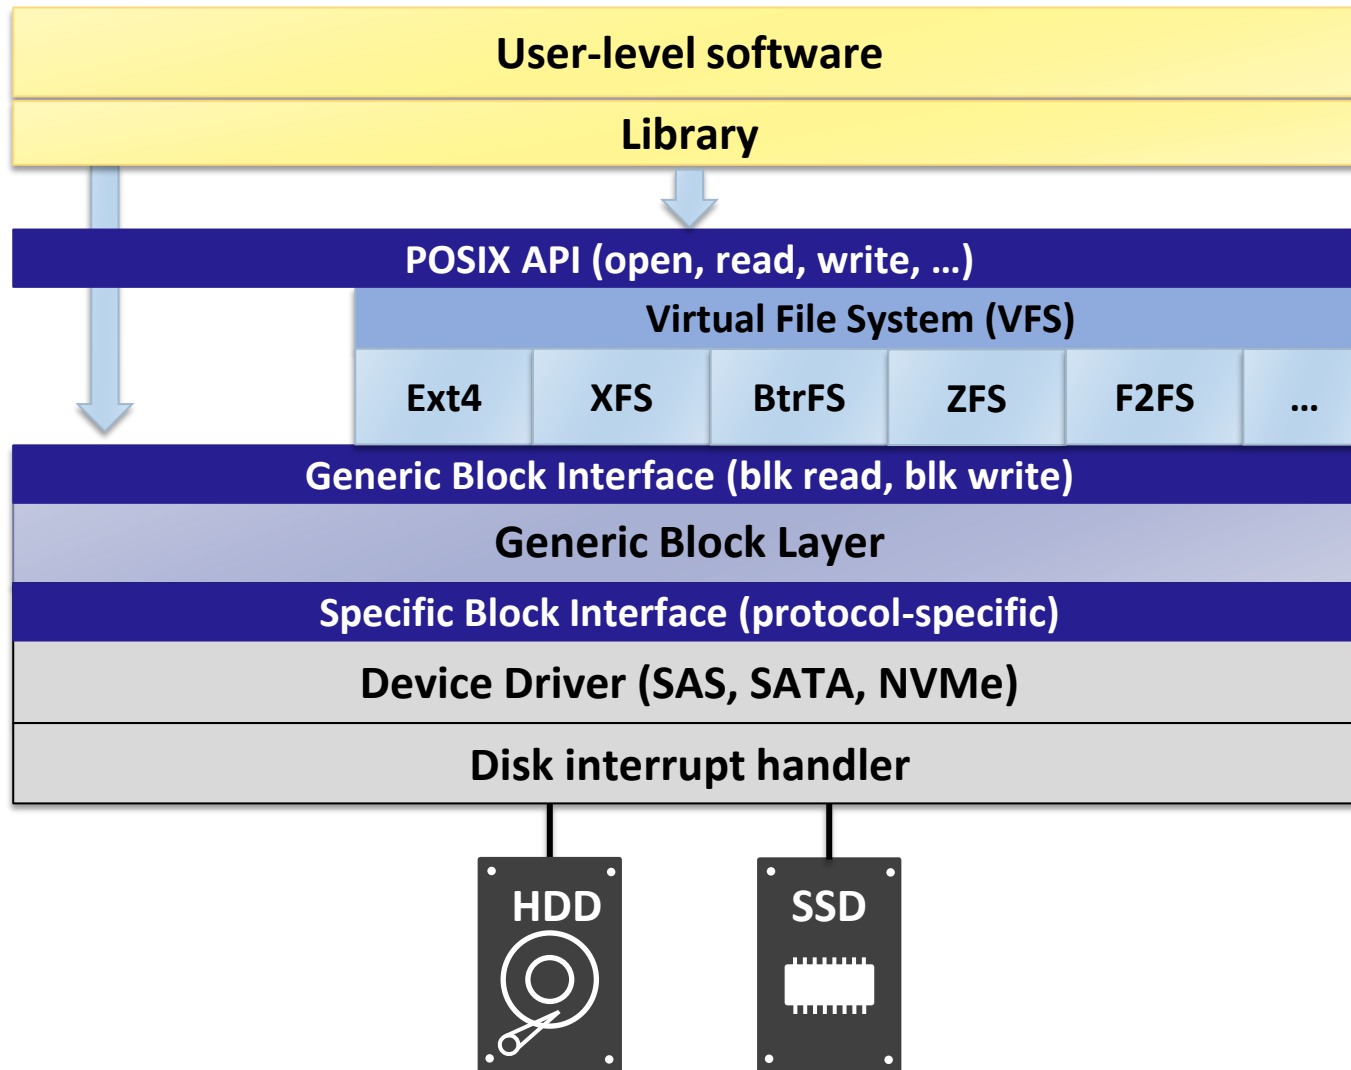 User-level software
Library
POSIX API (open, read, write, …)
Virtual File System (VFS)
Ext4 XFS BtrFS ZFS F2FS …
Generic Block Interface (blk read, blk write)
Generic Block Layer
Specific Block Interface (protocol-specific)
Device Driver (SAS, SATA, NVMe)
Disk interrupt handler
HDD SSD